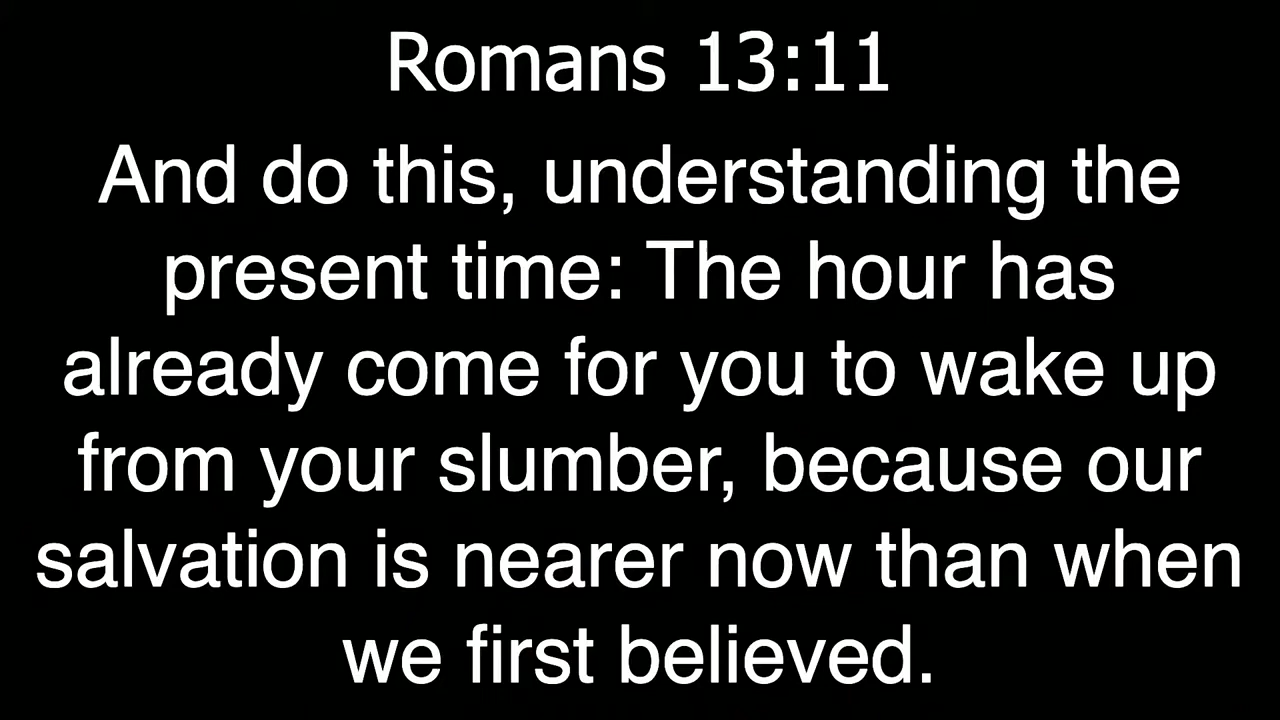 Romans 13:11
And do this, understanding the
present time: The hour has
already come for you to wake up
from your slumber, because our
salvation is nearer now than when
we first believed.